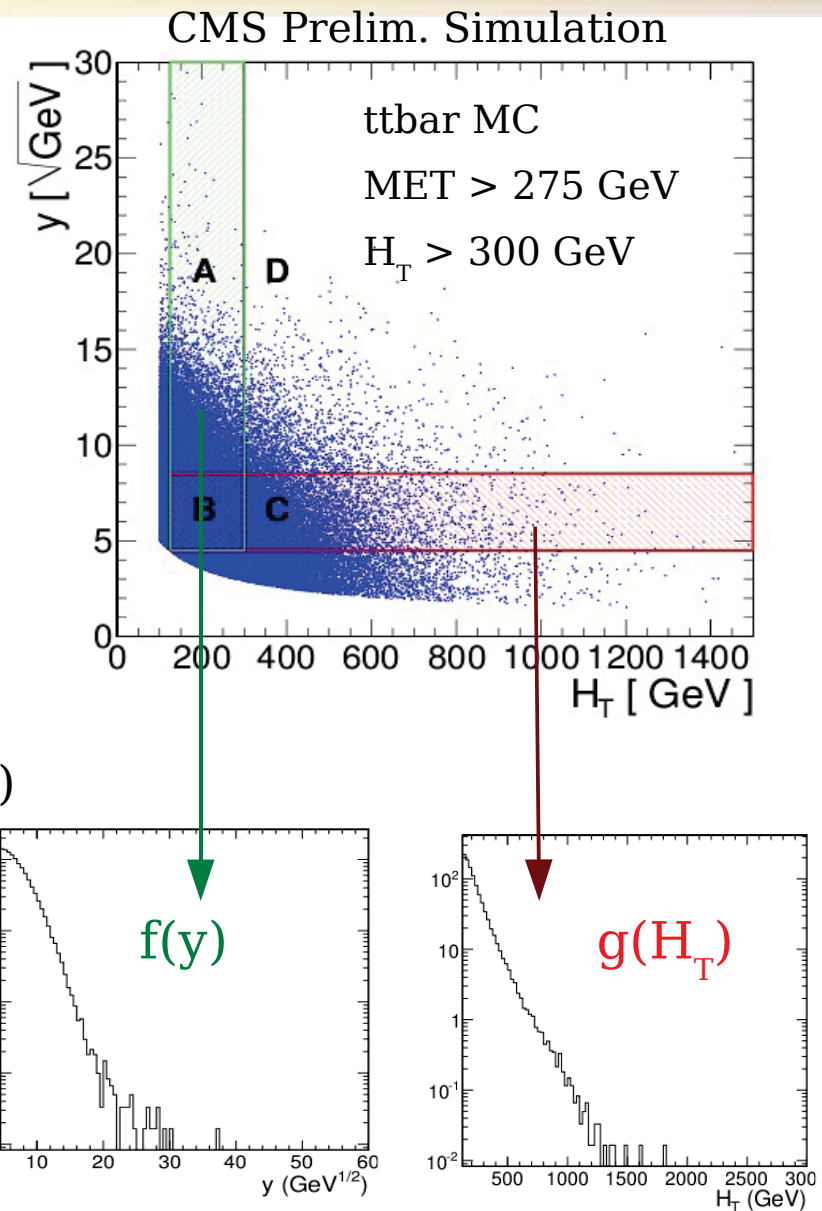 CMS Prelim. Simulation
y [ √GeV ]
30
25
20
15
10
5
0
ttbar MC
MET > 275 GeV
H_T > 300 GeV
A D
B C
0 200 400 600 800 1000 1200 1400
H_T [ GeV ]
)
f(y)
10 20 30 40 50 60
y (GeV^1/2)
g(H_T)
10^2
10
1
10^-1
10^-2
500 1000 1500 2000 2500 300
H_T (GeV)